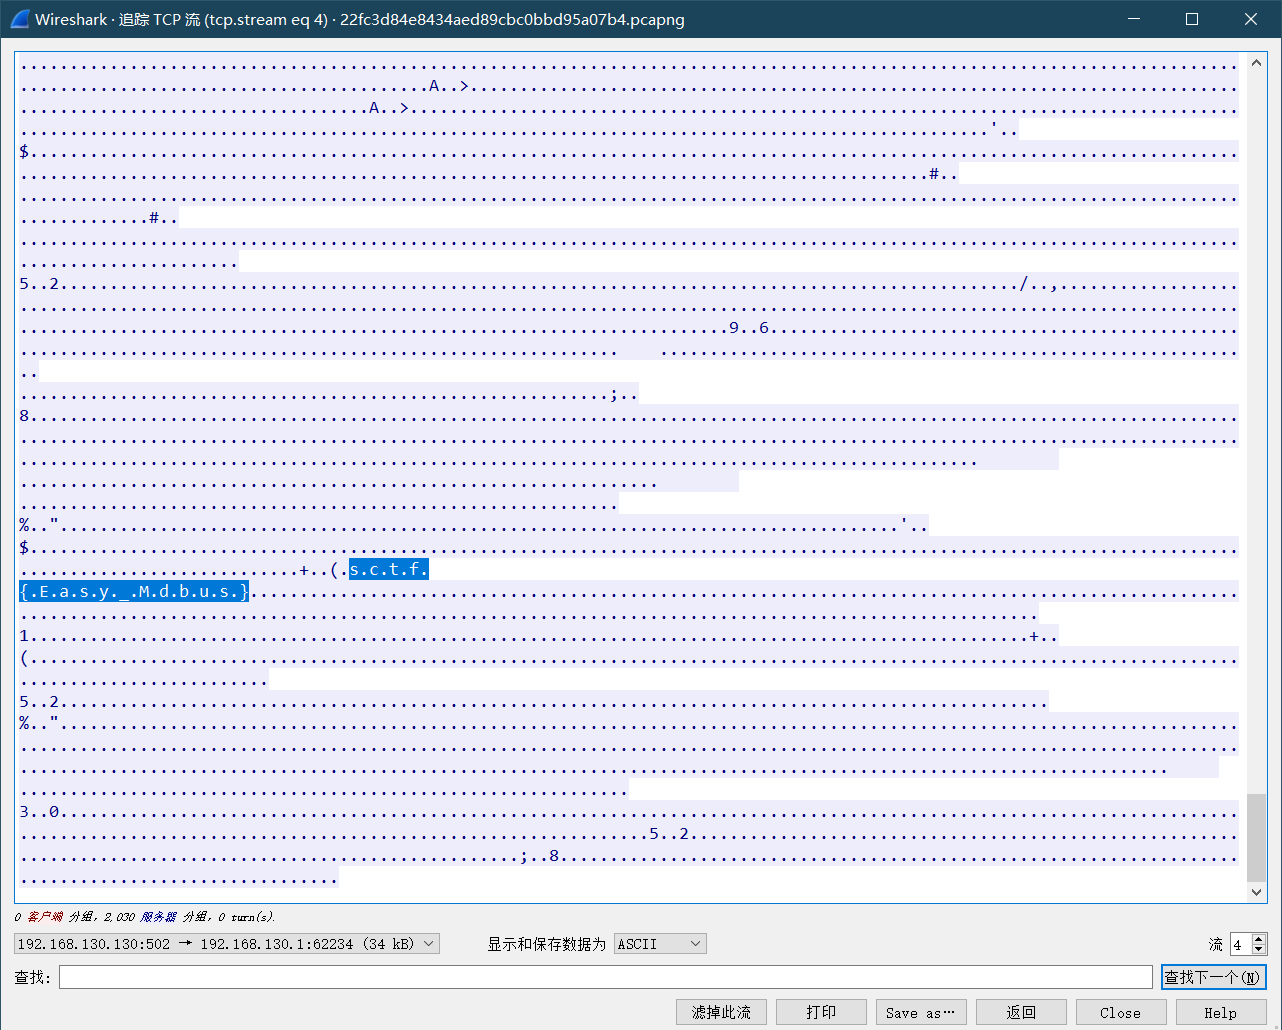 Wireshark · 追踪 TCP 流 (tcp.stream eq 4) · 22fc3d84e8434aed89cbc0bbd95a07b4.pcapng
A..>
A..>
'..
$
#..
#..
5..2 /..,
9..6
;..
8
%.." '..
$
+..(.s.c.t.f.
{.E.a.s.y._.M.d.b.u.s.}
1 +..
(
5..2
%.."
3..0
5..2
;..8
0 客户端 分组, 2,030 服务器 分组, 0 turn(s).
192.168.130.130:502 → 192.168.130.1:62234 (34 kB) 显示和保存数据为 ASCII 流 4
查找: 查找下一个(N)
滤掉此流 打印 Save as… 返回 Close Help